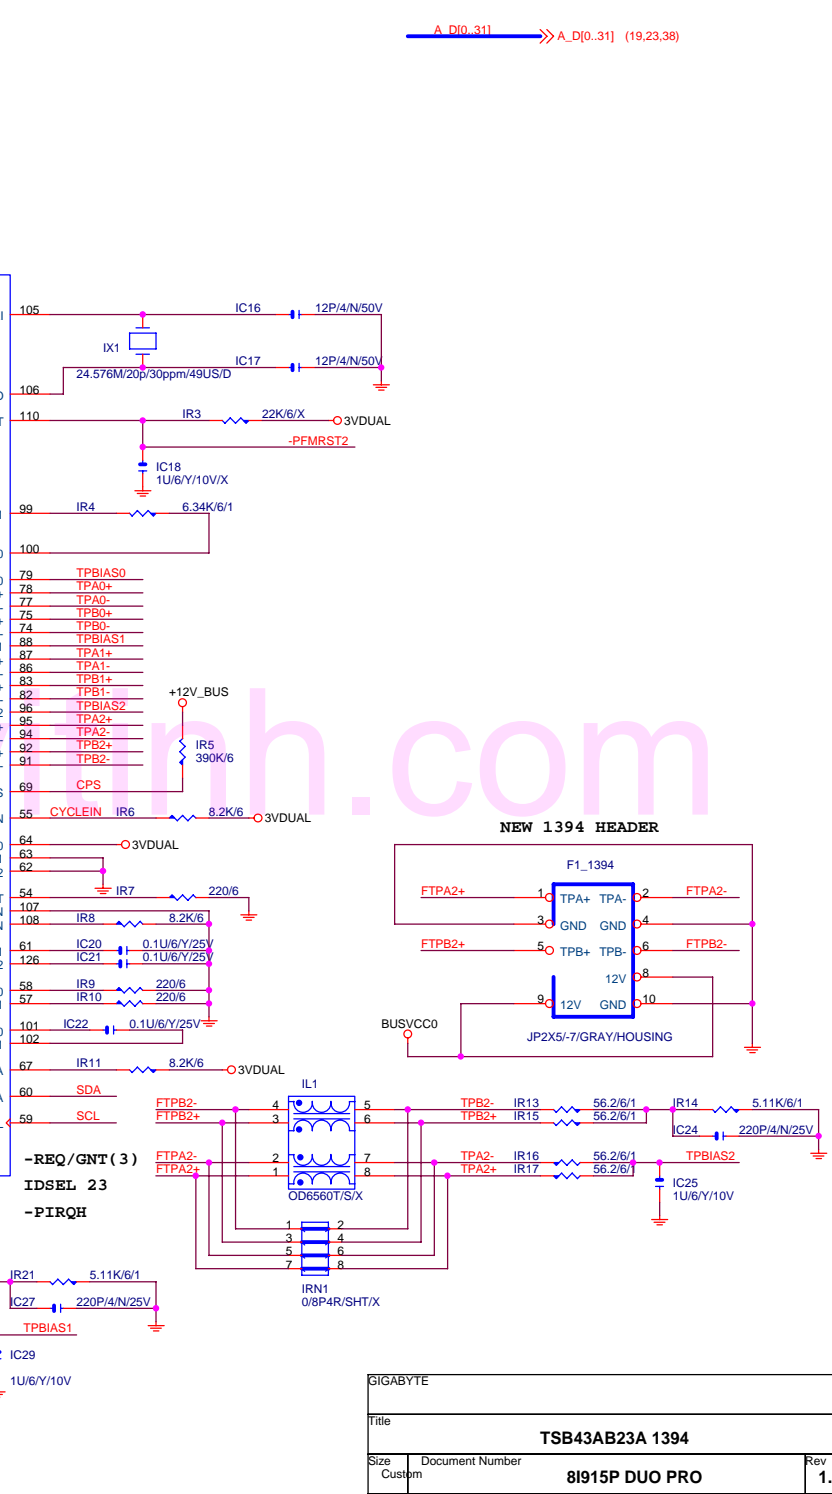 A_D[0..31]
A_D[0..31] (19,23,38)
105
IC16 12P/4/N/50V
IX1
IC17 12P/4/N/50V
24.576M/20p/30ppm/49US/D
106
110 IR3 22K/6/X 3VDUAL
-PFMRST2
IC18
1U/6/Y/10V/X
99 IR4 6.34K/6/1
100
79 TPBIAS0
78 TPA0+
77 TPA0-
75 TPB0+
74 TPB0-
88 TPBIAS1
87 TPA1+
86 TPA1-
83 TPB1+
82 TPB1-
96 TPBIAS2
95 TPA2+
94 TPA2-
92 TPB2+
91 TPB2-
+12V_BUS
IR5
390K/6
69 CPS
55 CYCLEIN IR6 8.2K/6 3VDUAL
64 3VDUAL
63
62
54 IR7 220/6
107
108 IR8 8.2K/6
61 IC20 0.1U/6/Y/25V
126 IC21 0.1U/6/Y/25V
58 IR9 220/6
57 IR10 220/6
101 IC22 0.1U/6/Y/25V
102
67 IR11 8.2K/6 3VDUAL
60 SDA
59 SCL
NEW 1394 HEADER
F1_1394
FTPA2+ 1 TPA+ TPA- 2 FTPA2-
3 GND GND 4
FTPB2+ 5 TPB+ TPB- 6 FTPB2-
12V 8
9 12V GND 10
BUSVCC0
JP2X5/-7/GRAY/HOUSING
IL1
FTPB2- 4 5 TPB2- IR13 56.2/6/1 IR14 5.11K/6/1
FTPB2+ 3 6 TPB2+ IR15 56.2/6/1
IC24 220P/4/N/25V
FTPA2- 2 7 TPA2- IR16 56.2/6/1 TPBIAS2
FTPA2+ 1 8 TPA2+ IR17 56.2/6/1
IC25
1U/6/Y/10V
OD6560T/S/X
-REQ/GNT(3)
IDSEL 23
-PIRQH
1 2
3 4
5 6
7 8
IRN1
0/8P4R/SHT/X
IR21 5.11K/6/1
IC27 220P/4/N/25V
TPBIAS1
IC29
1U/6/Y/10V
inh.com
GIGABYTE
Title
TSB43AB23A 1394
Size Document Number Rev
Custom 8I915P DUO PRO 1.